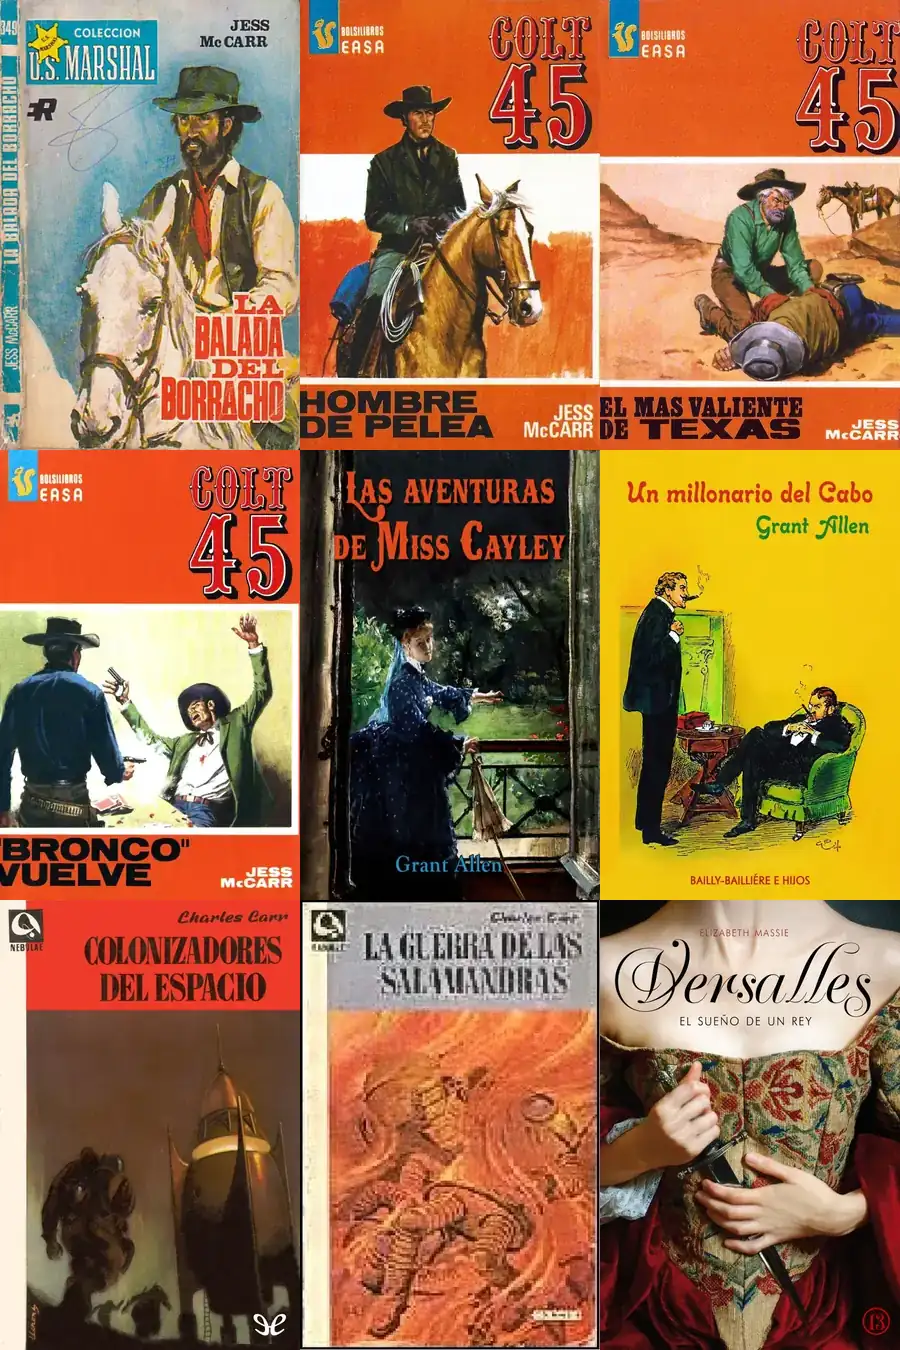 349
LA BALADA DEL BORRACHO
JESS McCARR
COLECCION
U.S. MARSHAL
R
JESS
McCARR
LA
BALADA
DEL
BORRACHO
BOLSILIBROS
EASA
COLT
45
HOMBRE
DE PELEA
JESS
McCARR
BOLSILIBROS
EASA
COLT
45
EL MAS VALIENTE
DE TEXAS
JESS
McCARR
BOLSILIBROS
EASA
COLT
45
"BRONCO"
VUELVE
JESS
McCARR
LAS AVENTURAS
DE MISS CAYLEY
Grant Allen
Un millonario del Cabo
Grant Allen
BAILLY-BAILLIÈRE E HIJOS
NEBULAE
Charles Carr
COLONIZADORES
DEL ESPACIO
Charles Carr
LA GUERRA DE LAS
SALAMANDRAS
ELIZABETH MASSIE
Versalles
EL SUEÑO DE UN REY
13